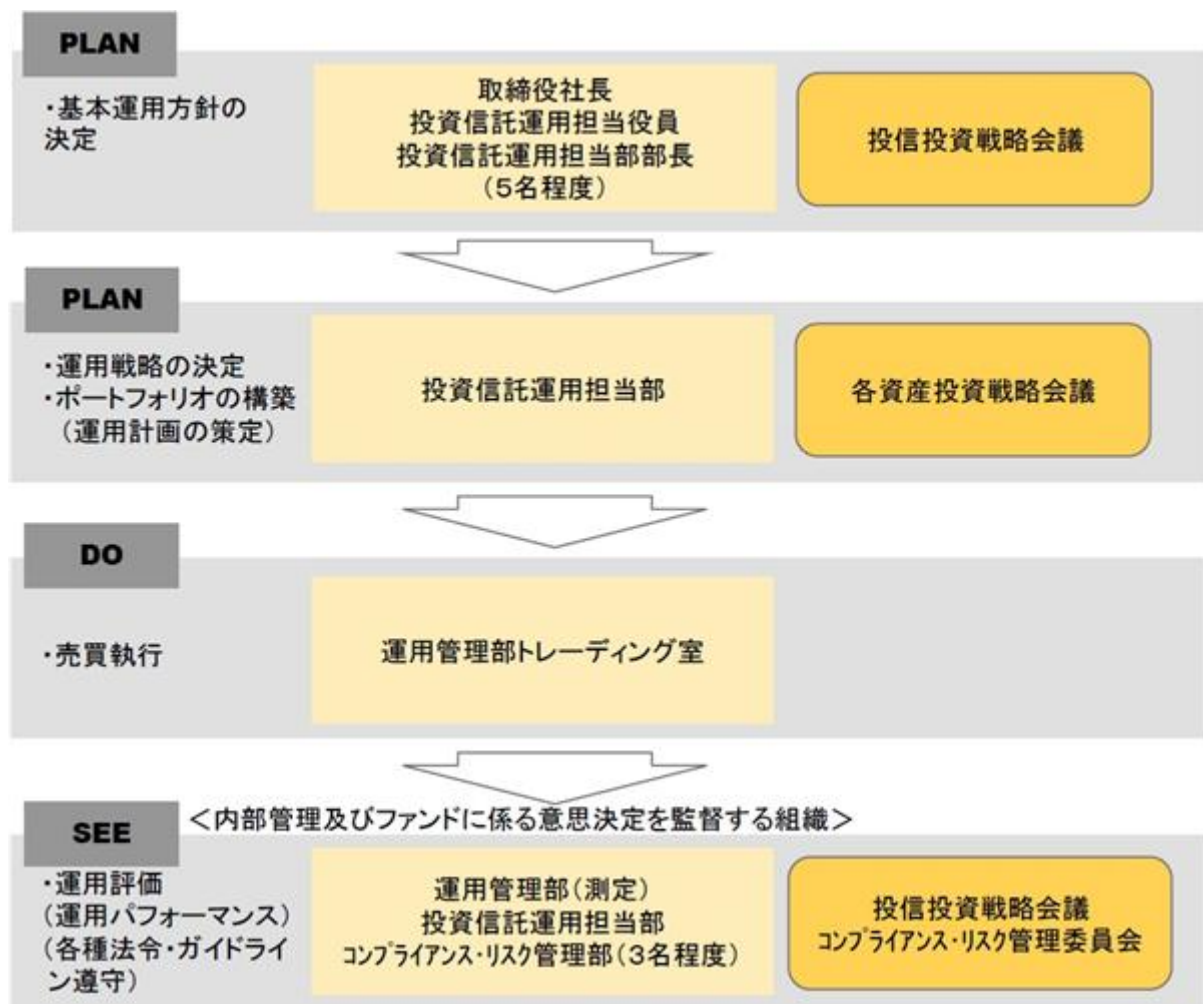 PLAN
・基本運用方針の
決定
取締役社長
投資信託運用担当役員
投資信託運用担当部部長
（５名程度）
投信投資戦略会議
PLAN
・運用戦略の決定
・ポートフォリオの構築
（運用計画の策定）
投資信託運用担当部
各資産投資戦略会議
DO
・売買執行
運用管理部トレーディング室
SEE
＜内部管理及びファンドに係る意思決定を監督する組織＞
・運用評価
（運用パフォーマンス）
（各種法令・ガイドライ
ン遵守）
運用管理部（測定）
投資信託運用担当部
ｺﾝﾌﾟﾗｲｱﾝｽ・ﾘｽｸ管理部（３名程度）
投信投資戦略会議
ｺﾝﾌﾟﾗｲｱﾝｽ・ﾘｽｸ管理委員会